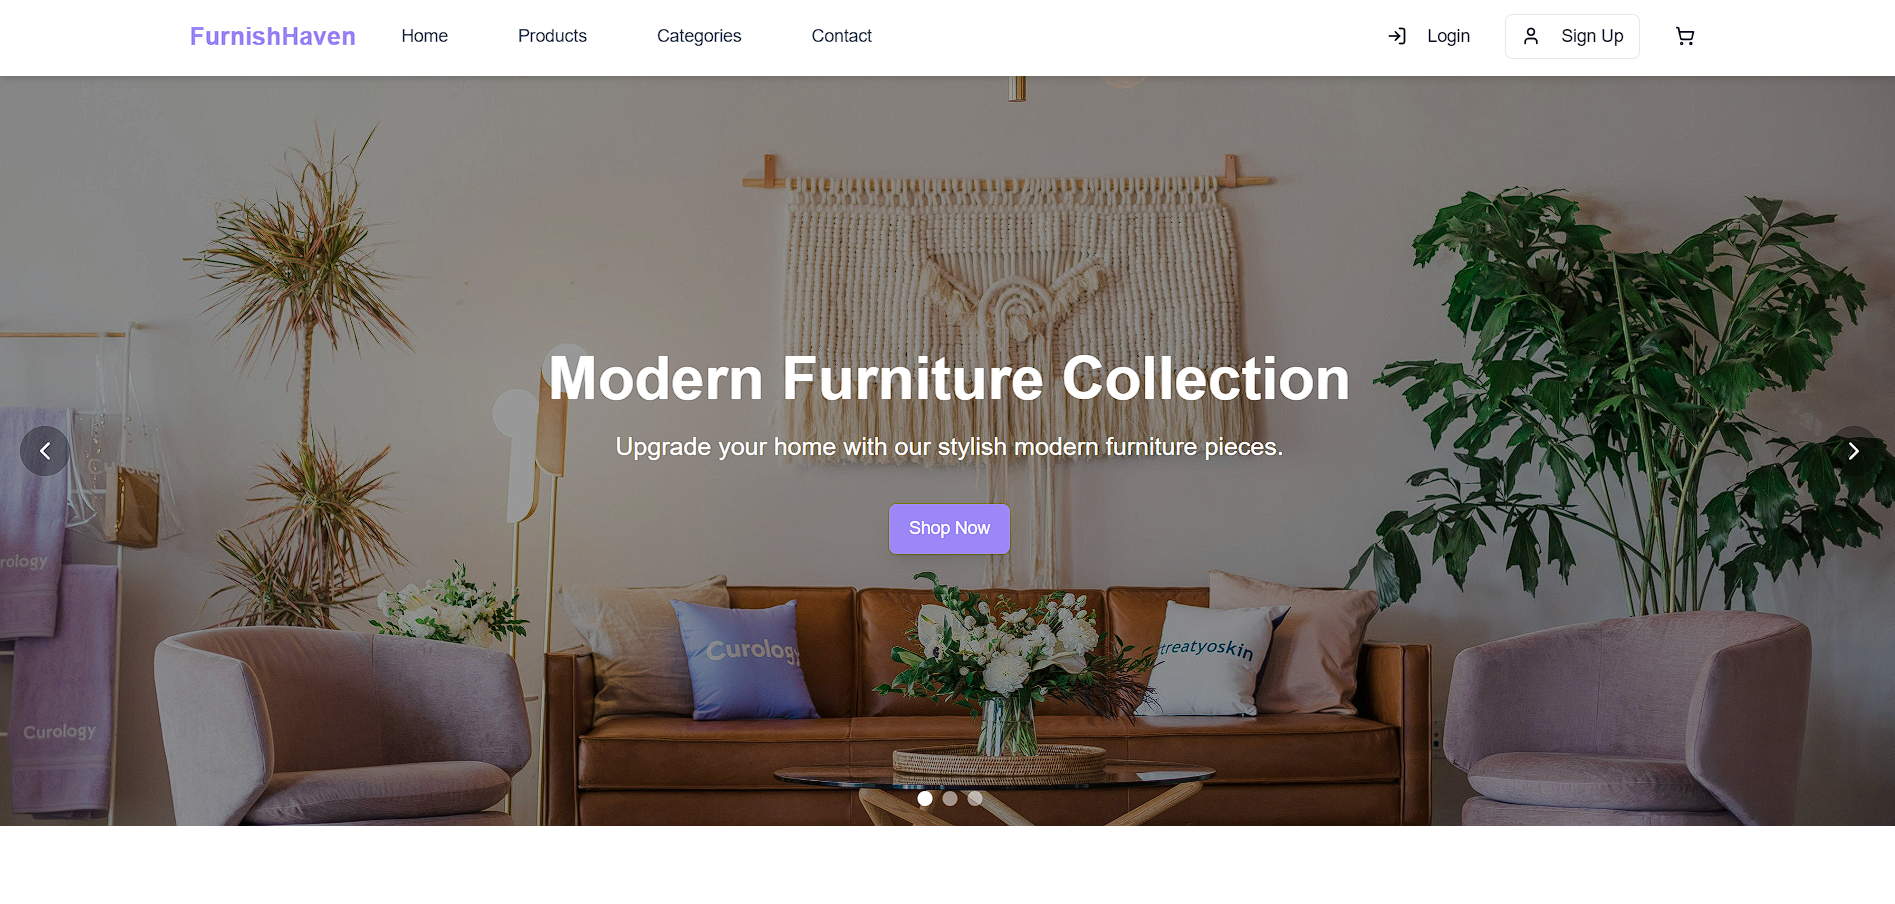 FurnishHaven Home Products Categories Contact Login Sign Up
Modern Furniture Collection
Upgrade your home with our stylish modern furniture pieces.
Shop Now
Curology
rology
Curology
Curology
treatyoskin